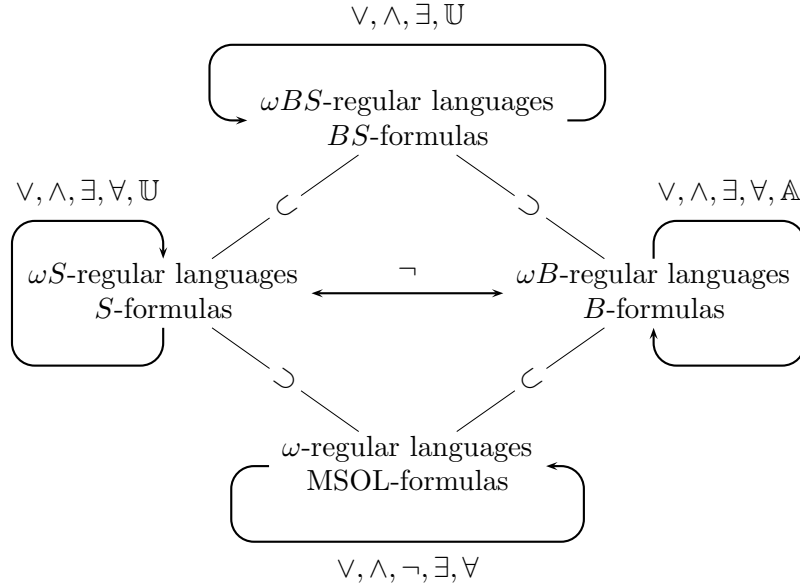 ∨, ∧, ∃, 𝕌
ωBS-regular languages
BS-formulas
∨, ∧, ∃, ∀, 𝕌
∨, ∧, ∃, ∀, 𝔸
⊂
⊂
ωS-regular languages
S-formulas
¬
ωB-regular languages
B-formulas
⊂
⊂
ω-regular languages
MSOL-formulas
∨, ∧, ¬, ∃, ∀